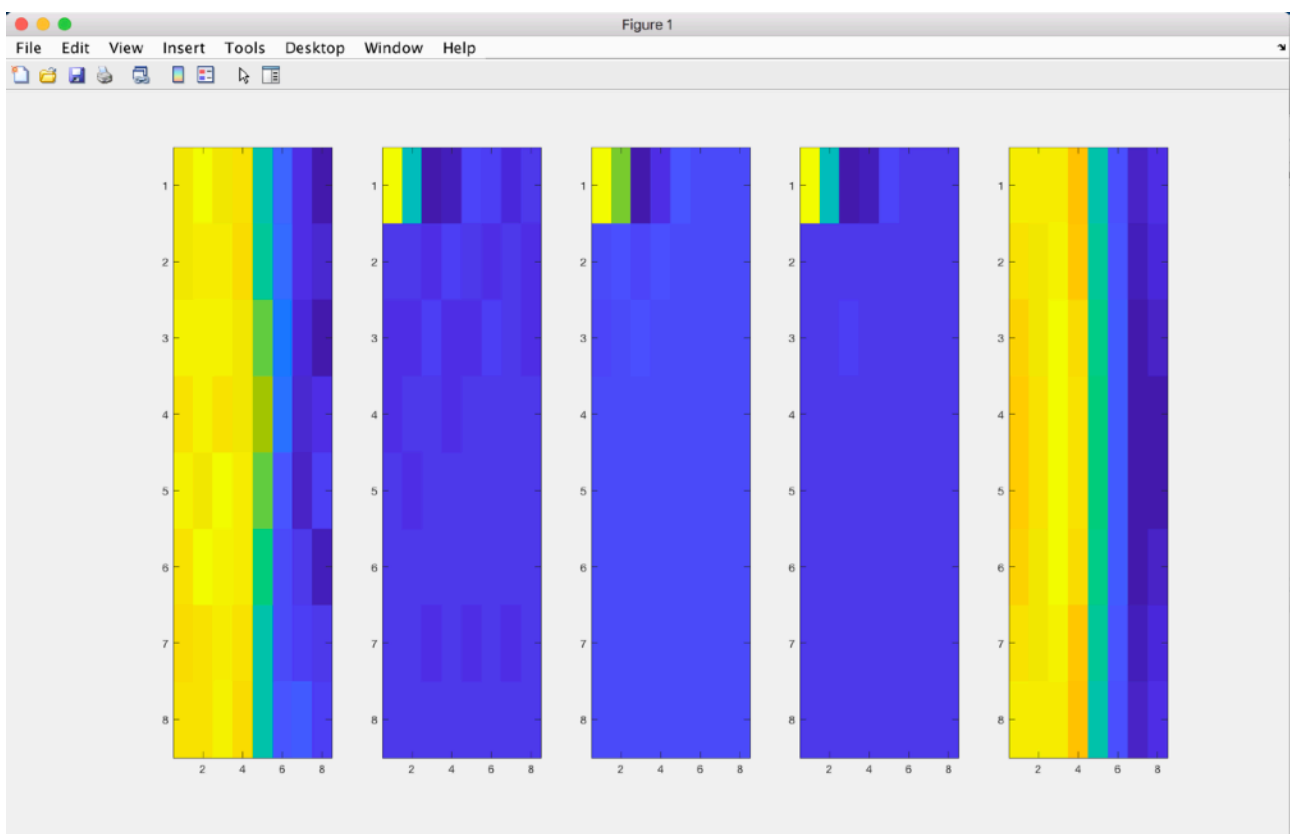 Figure 1
File Edit View Insert Tools Desktop Window Help
1 1 1 1 1
2 2 2 2 2
3 3 3 3 3
4 4 4 4 4
5 5 5 5 5
6 6 6 6 6
7 7 7 7 7
8 8 8 8 8
2 4 6 8 2 4 6 8 2 4 6 8 2 4 6 8 2 4 6 8